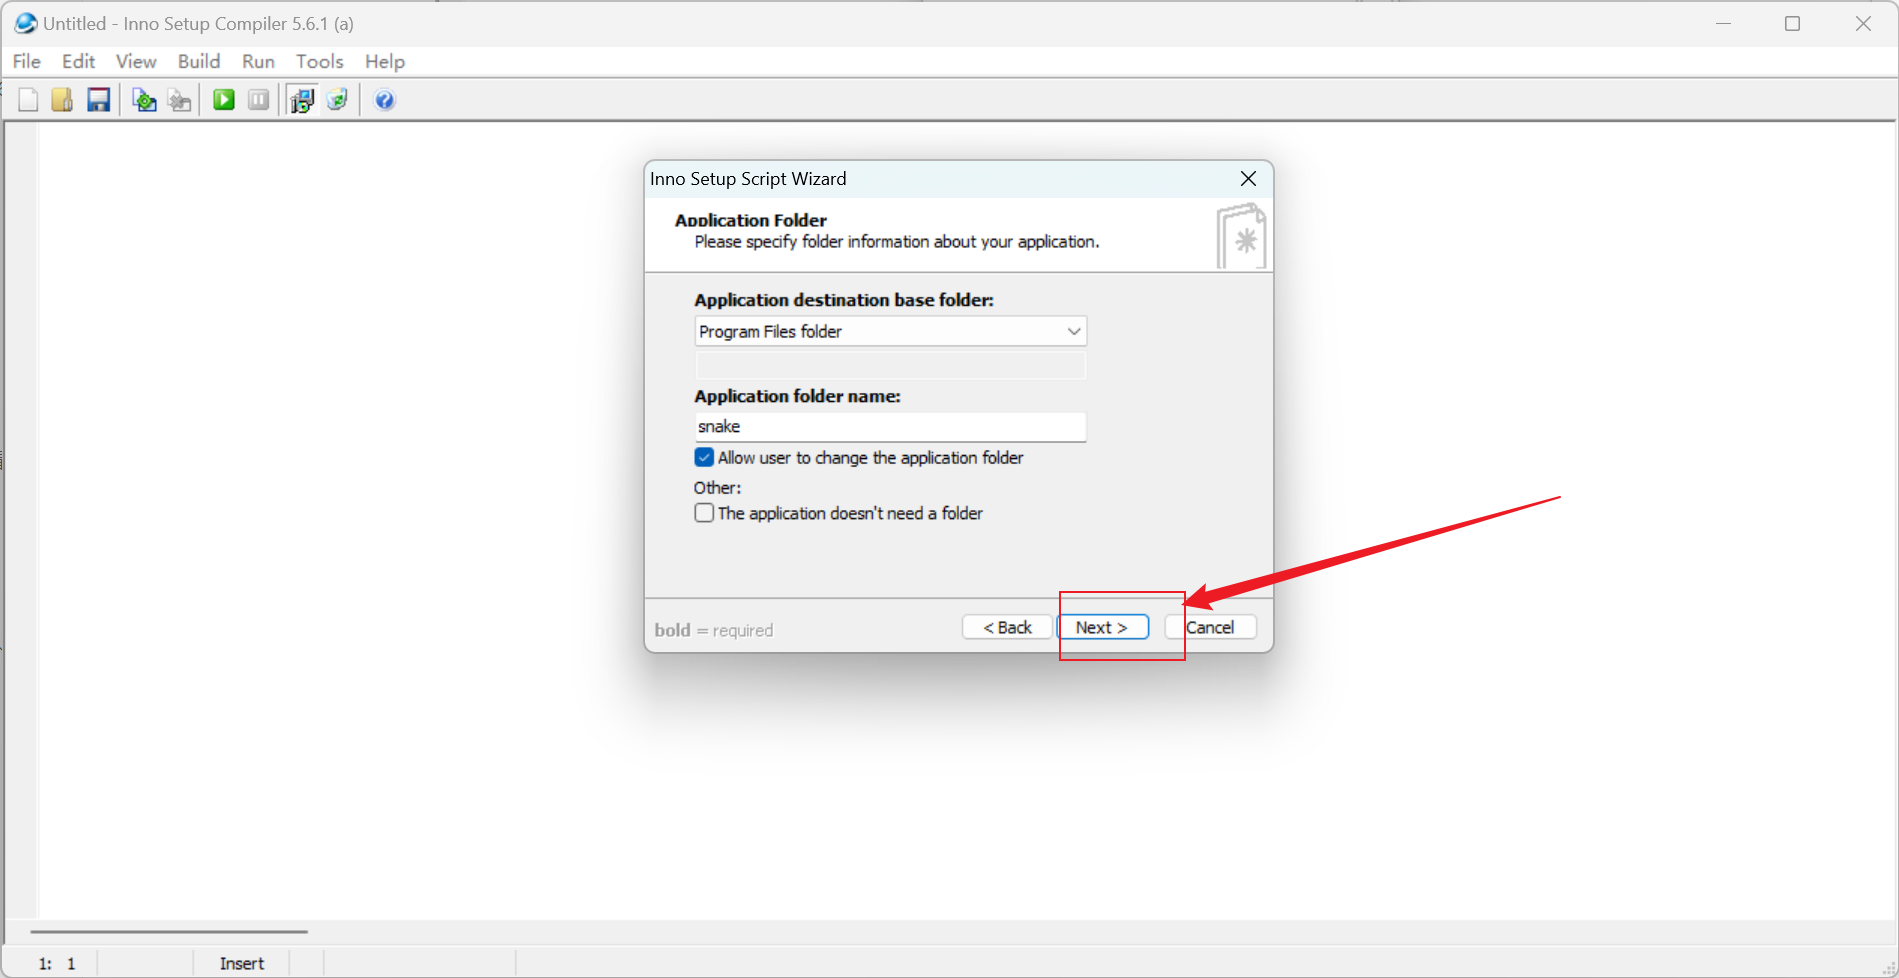 Untitled - Inno Setup Compiler 5.6.1 (a)
File Edit View Build Run Tools Help
Inno Setup Script Wizard
Application Folder
Please specify folder information about your application.
Application destination base folder:
Program Files folder
Application folder name:
snake
Allow user to change the application folder
Other:
The application doesn't need a folder
bold = required
< Back Next > Cancel
1: 1 Insert